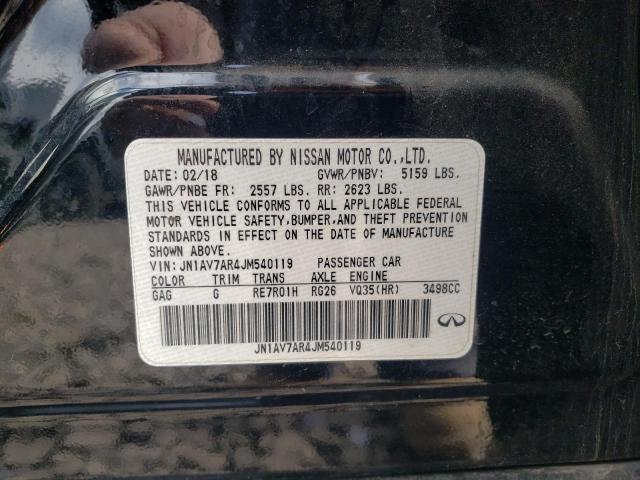 MANUFACTURED BY NISSAN MOTOR CO.,LTD.
DATE: 02/18 GVWR/PNBV: 5159 LBS.
GAWR/PNBE FR: 2557 LBS. RR: 2623 LBS.
THIS VEHICLE CONFORMS TO ALL APPLICABLE FEDERAL
MOTOR VEHICLE SAFETY,BUMPER,AND THEFT PREVENTION
STANDARDS IN EFFECT ON THE DATE OF MANUFACTURE
SHOWN ABOVE.
VIN: JN1AV7AR4JM540119 PASSENGER CAR
COLOR TRIM TRANS AXLE ENGINE
GAG G RE7R01H RG26 VQ35(HR) 3498CC
JN1AV7AR4JM540119